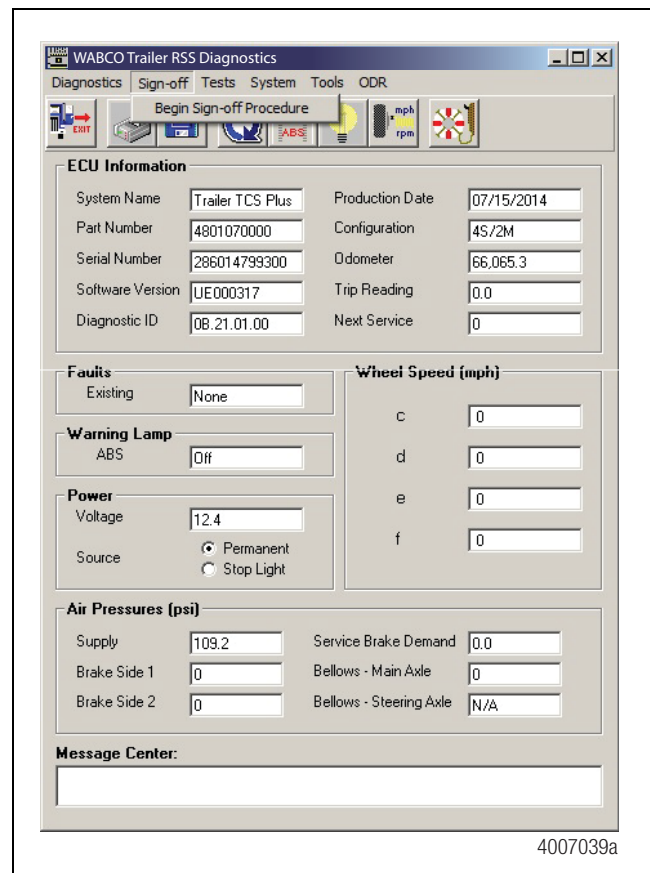 WABCO Trailer RSS Diagnostics
Diagnostics Sign-off Tests System Tools ODR
Begin Sign-off Procedure
EXIT
ABS
mph
rpm
ECU Information
System Name Trailer TCS Plus Production Date 07/15/2014
Part Number 4801070000 Configuration 4S/2M
Serial Number 286014799300 Odometer 66,065.3
Software Version UE000317 Trip Reading 0.0
Diagnostic ID 0B.21.01.00 Next Service 0
Faults
Existing None
Wheel Speed (mph)
c 0
Warning Lamp
ABS Off
d 0
Power
Voltage 12.4
e 0
Source Permanent
Stop Light
f 0
Air Pressures (psi)
Supply 109.2 Service Brake Demand 0.0
Brake Side 1 0 Bellows - Main Axle 0
Brake Side 2 0 Bellows - Steering Axle N/A
Message Center:
4007039a